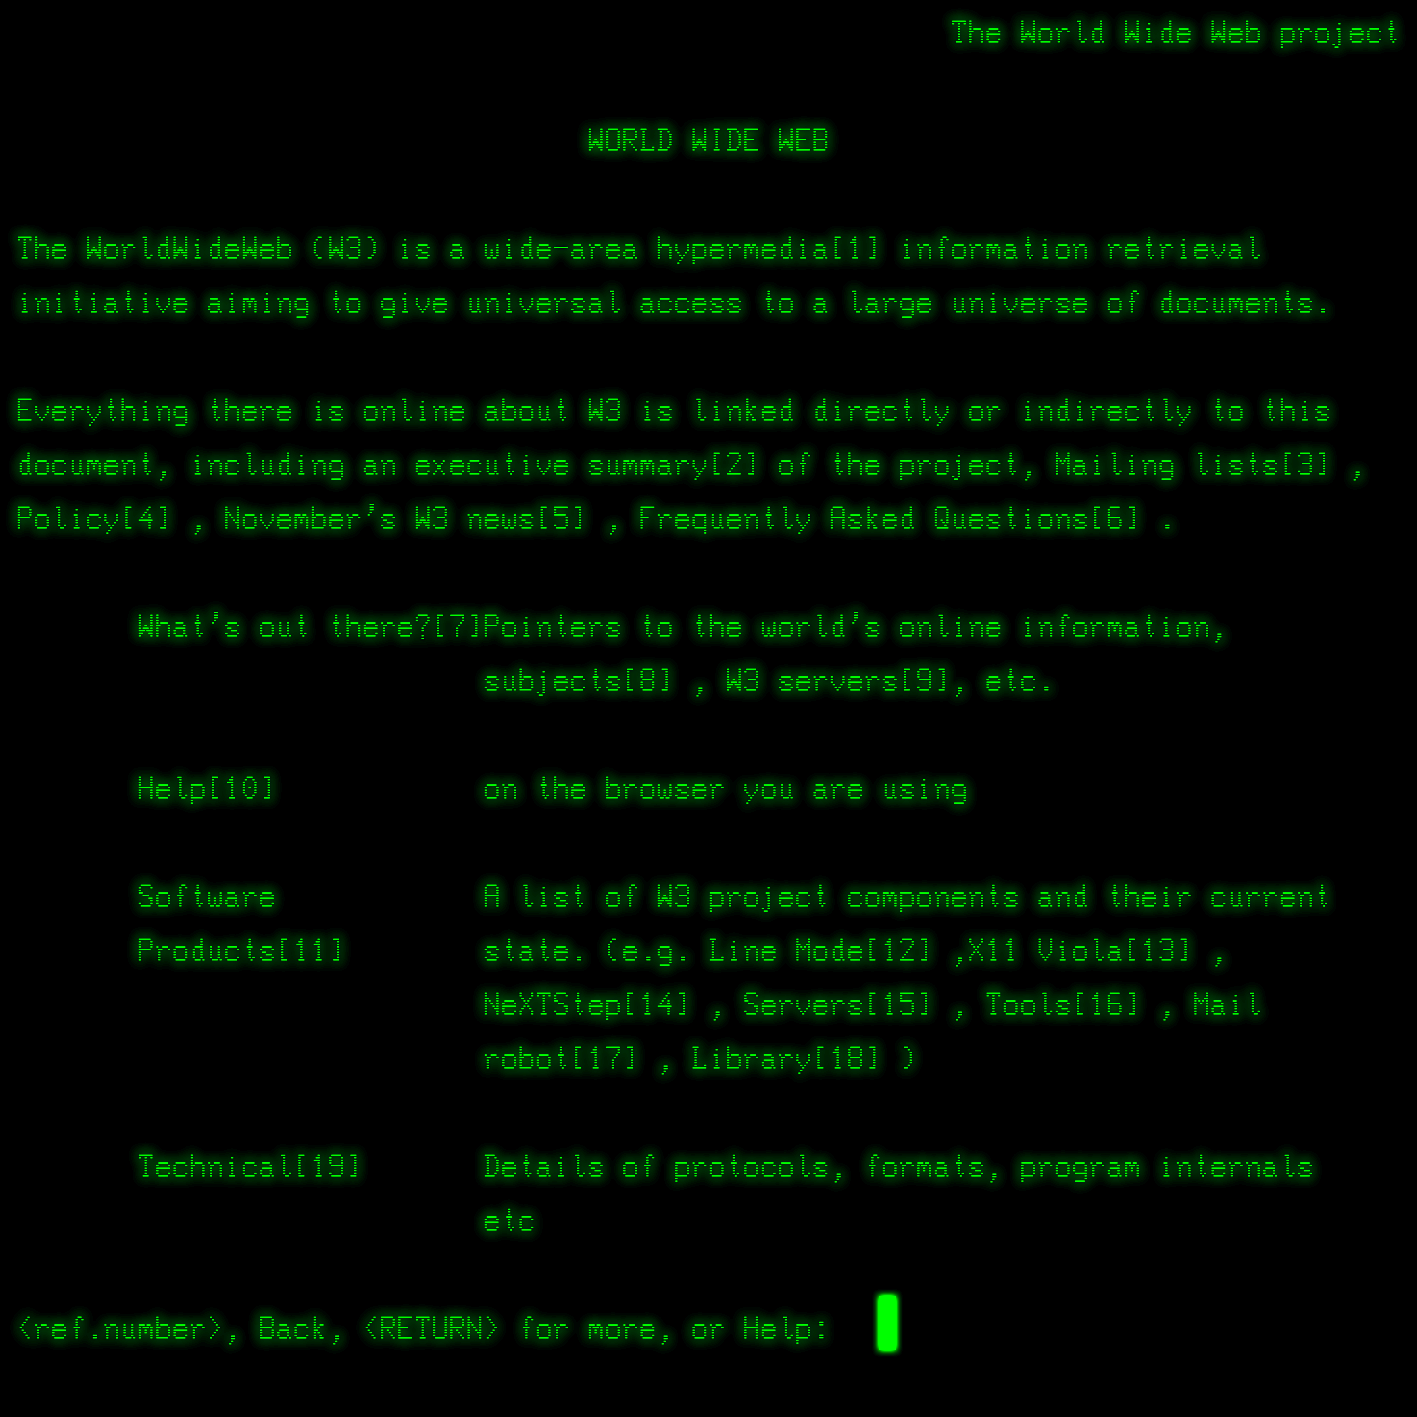 The World Wide Web project
WORLD WIDE WEB
The WorldWideWeb (W3) is a wide-area hypermedia[1] information retrieval
initiative aiming to give universal access to a large universe of documents.
Everything there is online about W3 is linked directly or indirectly to this
document, including an executive summary[2] of the project, Mailing lists[3] ,
Policy[4] , November's W3 news[5] , Frequently Asked Questions[6] .
What's out there?[7]Pointers to the world's online information,
subjects[8] , W3 servers[9], etc.
Help[10] on the browser you are using
Software A list of W3 project components and their current
Products[11] state. (e.g. Line Mode[12] ,X11 Viola[13] ,
NeXTStep[14] , Servers[15] , Tools[16] , Mail
robot[17] , Library[18] )
Technical[19] Details of protocols, formats, program internals
etc
<ref.number>, Back, <RETURN> for more, or Help: